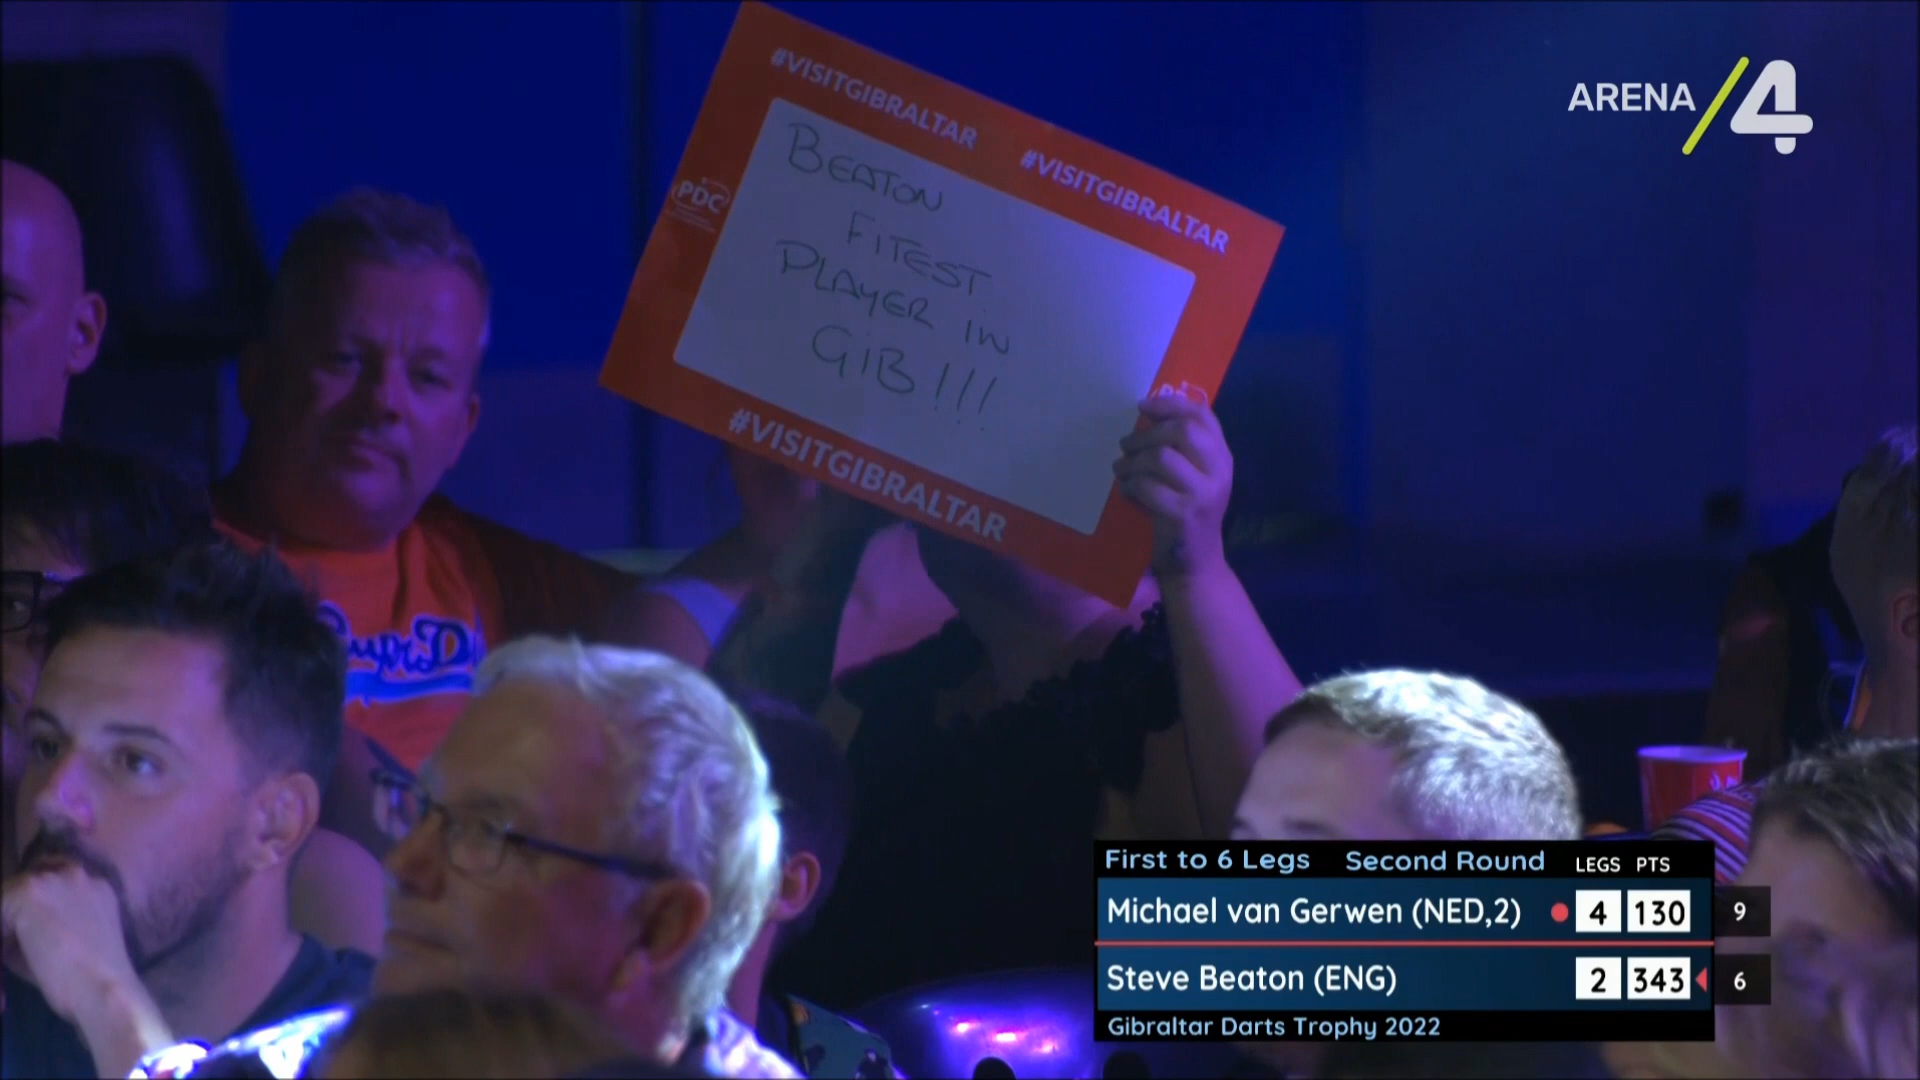 #VISITGIBRALTAR #VISITGIBRALTAR
PDC
BEATON
FITEST
PLAYER IN
GIB!!!
#VISITGIBRALTAR
ARENA/4
First to 6 Legs Second Round LEGS PTS
Michael van Gerwen (NED,2) 4 130 9
Steve Beaton (ENG) 2 343 6
Gibraltar Darts Trophy 2022